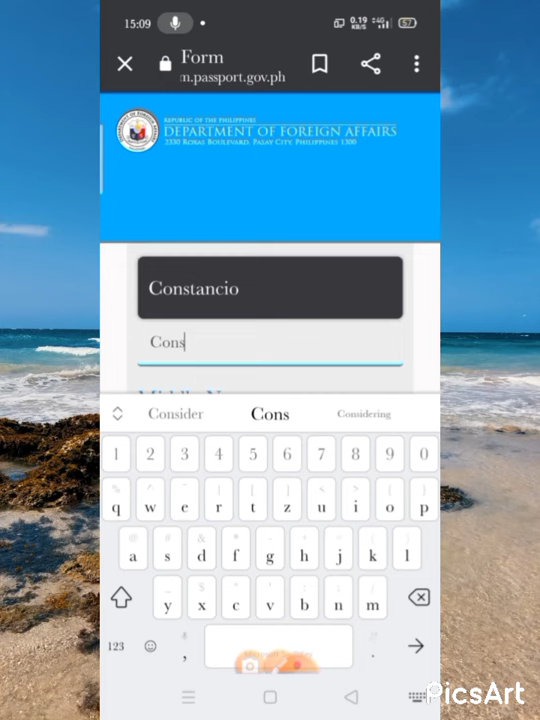 15:09
0.19
KB/S
4G
57
Form
m.passport.gov.ph
REPUBLIC OF THE PHILIPPINES
DEPARTMENT OF FOREIGN AFFAIRS
2330 ROXAS BOULEVARD, PASAY CITY, PHILIPPINES 1300
Constancio
Cons
Consider Cons Considering
1 2 3 4 5 6 7 8 9 0
q w e r t z u i o p
a s d f g h j k l
y x c v b n m
123 , .
PicsArt